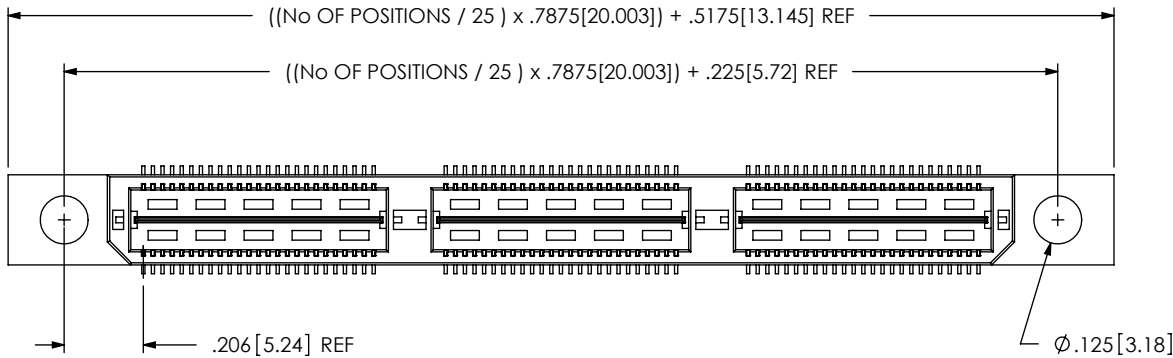 ((No OF POSITIONS / 25 ) x .7875[20.003]) + .5175[13.145] REF
((No OF POSITIONS / 25 ) x .7875[20.003]) + .225[5.72] REF
.206[5.24] REF
Ø.125[3.18]